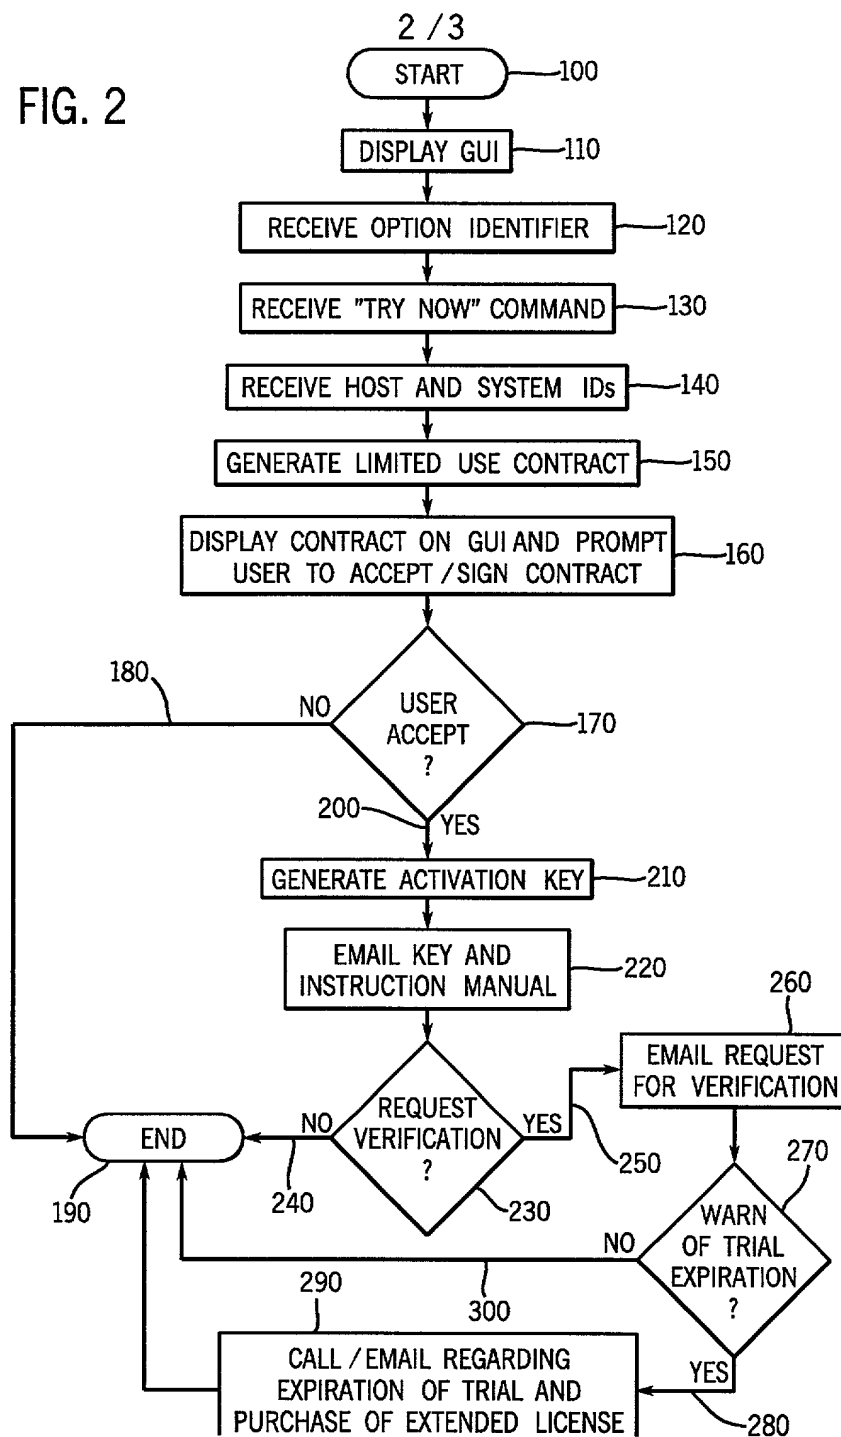 2 / 3
START
100
FIG. 2
DISPLAY GUI
110
RECEIVE OPTION IDENTIFIER
120
RECEIVE "TRY NOW" COMMAND
130
RECEIVE HOST AND SYSTEM IDs
140
GENERATE LIMITED USE CONTRACT
150
DISPLAY CONTRACT ON GUI AND PROMPT
USER TO ACCEPT / SIGN CONTRACT
160
180
NO
USER
ACCEPT
?
170
200
YES
GENERATE ACTIVATION KEY
210
EMAIL KEY AND
INSTRUCTION MANUAL
220
260
EMAIL REQUEST
FOR VERIFICATION
REQUEST
VERIFICATION
?
NO
YES
END
190
240
230
250
270
WARN
OF TRIAL
EXPIRATION
?
NO
300
290
YES
280
CALL / EMAIL REGARDING
EXPIRATION OF TRIAL AND
PURCHASE OF EXTENDED LICENSE